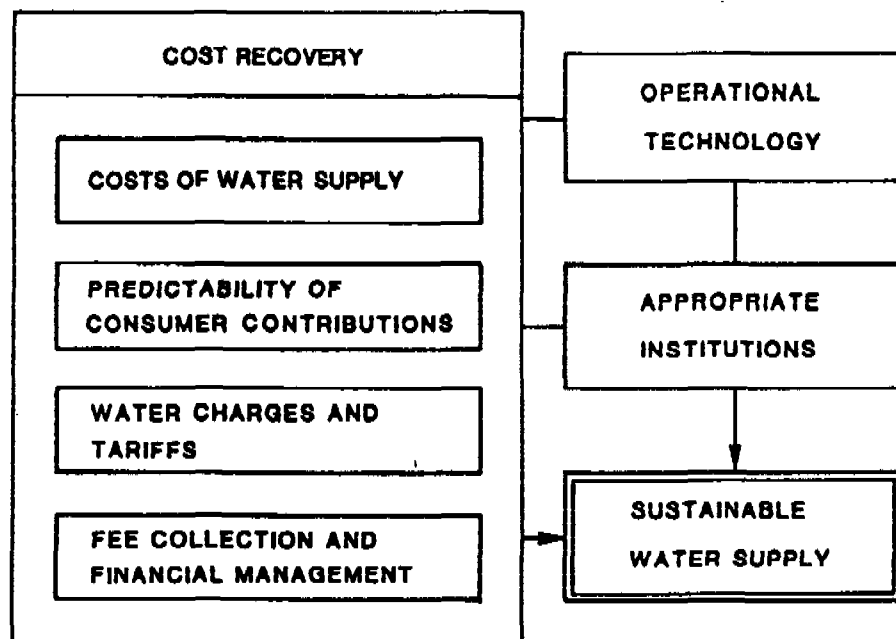 COST RECOVERY
COSTS OF WATER SUPPLY
PREDICTABILITY OF
CONSUMER CONTRIBUTIONS
WATER CHARGES AND
TARIFFS
FEE COLLECTION AND
FINANCIAL MANAGEMENT
OPERATIONAL
TECHNOLOGY
APPROPRIATE
INSTITUTIONS
SUSTAINABLE
WATER SUPPLY